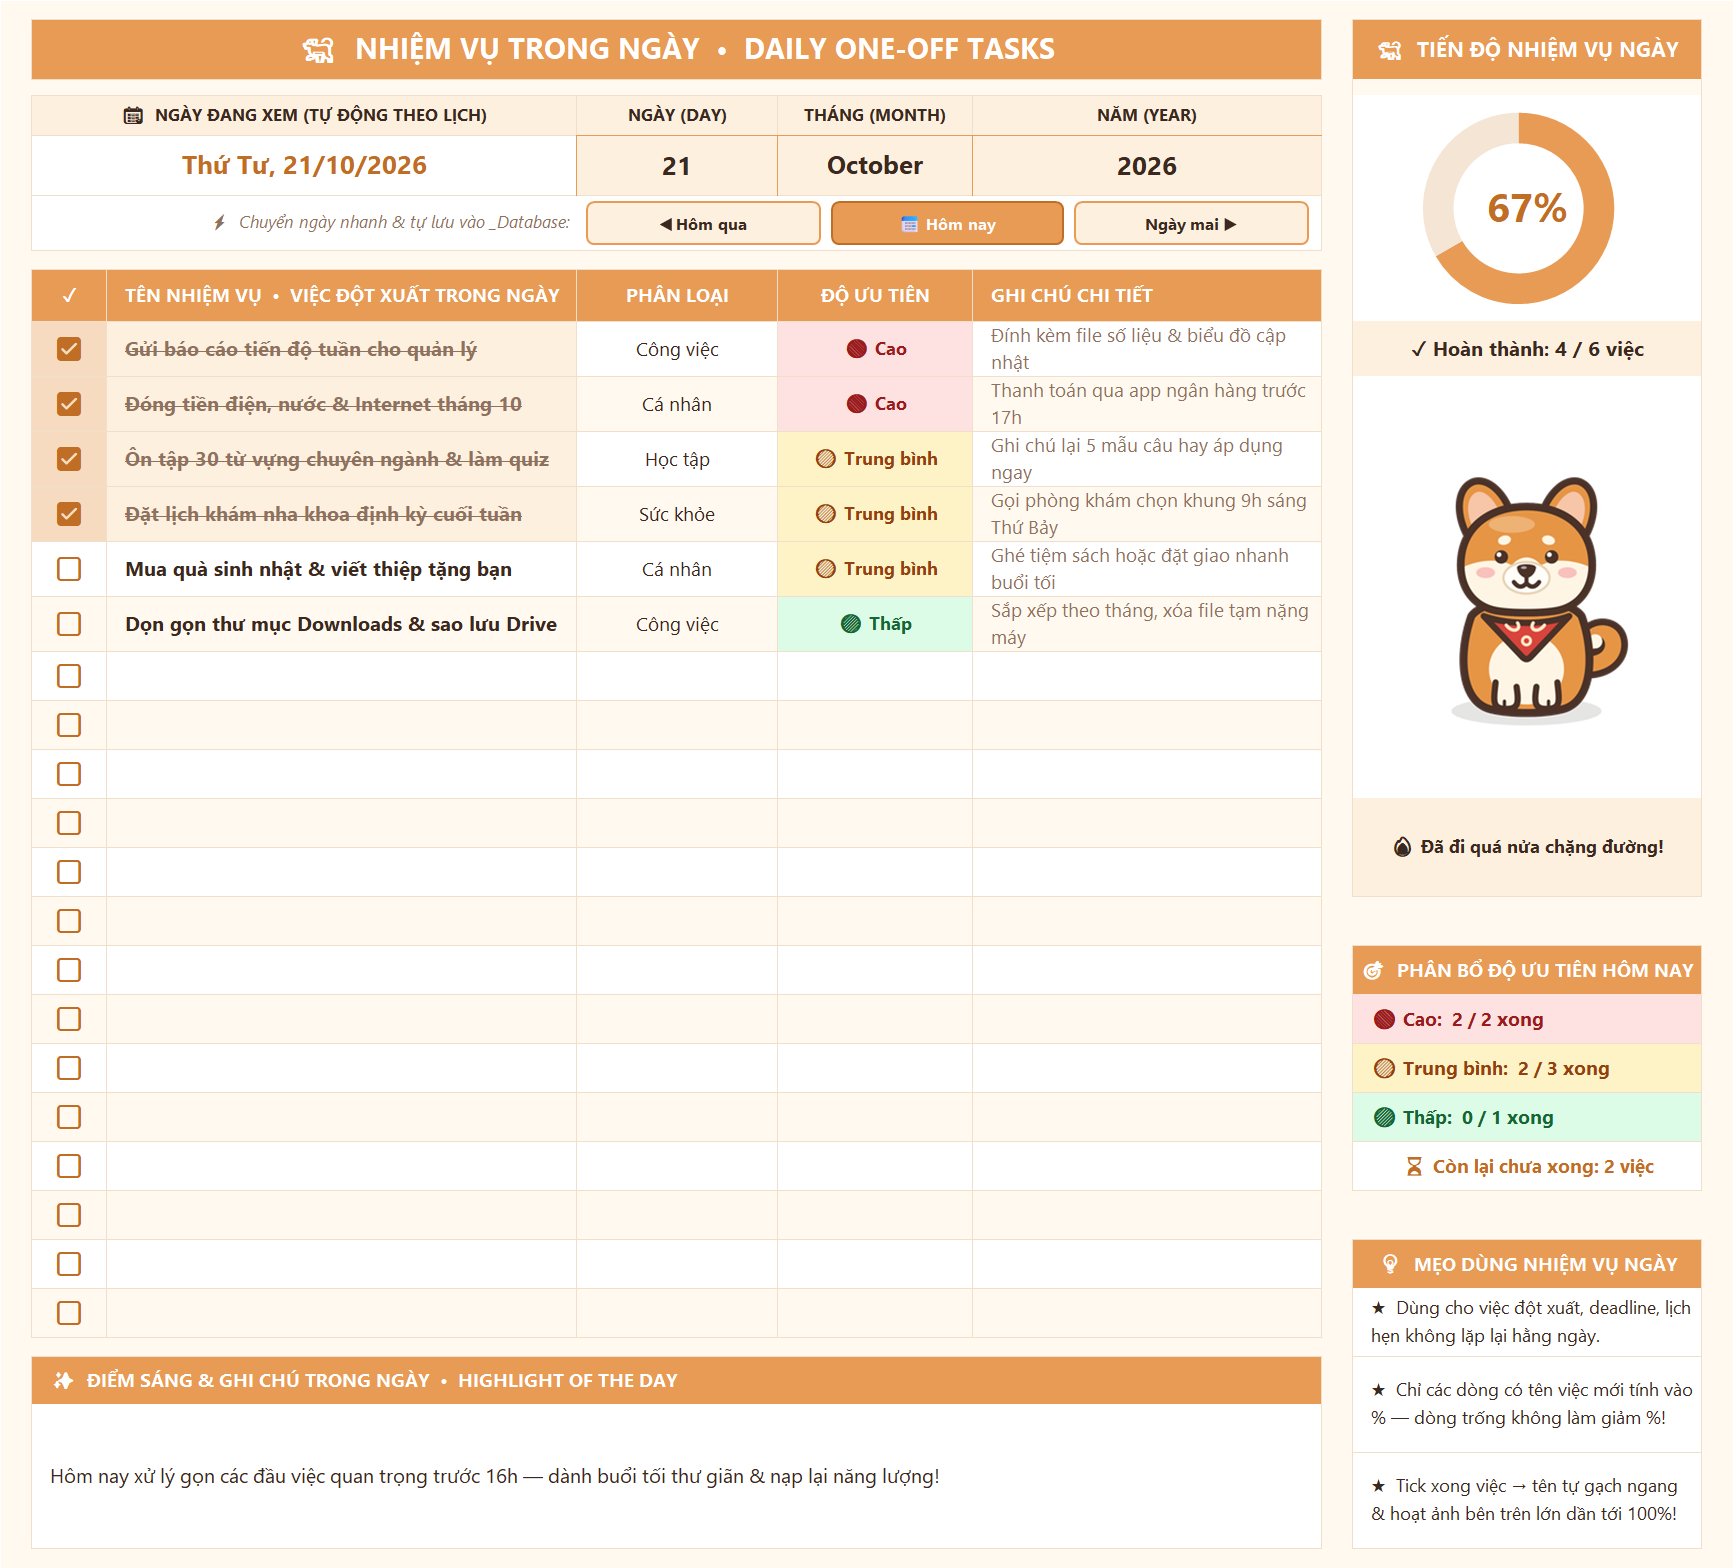 NHIỆM VỤ TRONG NGÀY • DAILY ONE-OFF TASKS
NGÀY ĐANG XEM (TỰ ĐỘNG THEO LỊCH)
NGÀY (DAY)
THÁNG (MONTH)
NĂM (YEAR)
Thứ Tư, 21/10/2026
21
October
2026
Chuyển ngày nhanh & tự lưu vào _Database:
◀ Hôm qua
Hôm nay
Ngày mai ▶
✓
TÊN NHIỆM VỤ • VIỆC ĐỘT XUẤT TRONG NGÀY
PHÂN LOẠI
ĐỘ ƯU TIÊN
GHI CHÚ CHI TIẾT
Gửi báo cáo tiến độ tuần cho quản lý
Công việc
Cao
Đính kèm file số liệu & biểu đồ cập
nhật
Đóng tiền điện, nước & Internet tháng 10
Cá nhân
Cao
Thanh toán qua app ngân hàng trước
17h
Ôn tập 30 từ vựng chuyên ngành & làm quiz
Học tập
Trung bình
Ghi chú lại 5 mẫu câu hay áp dụng
ngay
Đặt lịch khám nha khoa định kỳ cuối tuần
Sức khỏe
Trung bình
Gọi phòng khám chọn khung 9h sáng
Thứ Bảy
Mua quà sinh nhật & viết thiệp tặng bạn
Cá nhân
Trung bình
Ghé tiệm sách hoặc đặt giao nhanh
buổi tối
Dọn gọn thư mục Downloads & sao lưu Drive
Công việc
Thấp
Sắp xếp theo tháng, xóa file tạm nặng
máy
ĐIỂM SÁNG & GHI CHÚ TRONG NGÀY • HIGHLIGHT OF THE DAY
Hôm nay xử lý gọn các đầu việc quan trọng trước 16h — dành buổi tối thư giãn & nạp lại năng lượng!
TIẾN ĐỘ NHIỆM VỤ NGÀY
67%
✓ Hoàn thành: 4 / 6 việc
Đã đi quá nửa chặng đường!
PHÂN BỔ ĐỘ ƯU TIÊN HÔM NAY
Cao: 2 / 2 xong
Trung bình: 2 / 3 xong
Thấp: 0 / 1 xong
Còn lại chưa xong: 2 việc
MẸO DÙNG NHIỆM VỤ NGÀY
★ Dùng cho việc đột xuất, deadline, lịch
hẹn không lặp lại hằng ngày.
★ Chỉ các dòng có tên việc mới tính vào
% — dòng trống không làm giảm %!
★ Tick xong việc → tên tự gạch ngang
& hoạt ảnh bên trên lớn dần tới 100%!